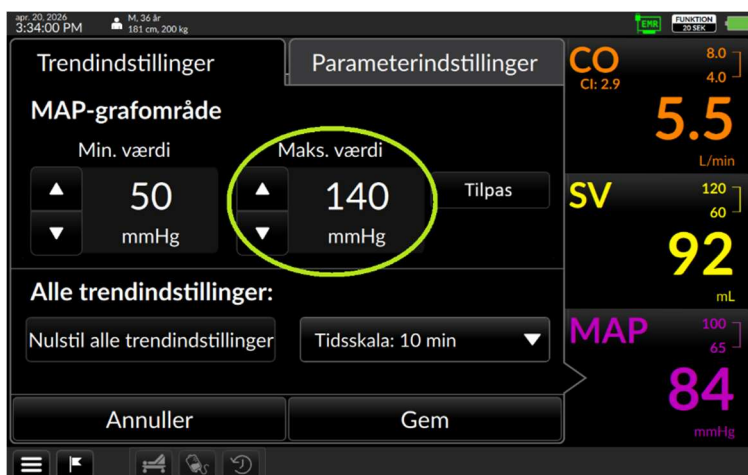 apr. 20, 2026
3:34:00 PM
M, 36 år
181 cm, 200 kg
EMR
FUNKTION
20 SEK
Trendindstillinger
Parameterindstillinger
MAP-grafområde
Min. værdi
Maks. værdi
50
mmHg
140
mmHg
Tilpas
Alle trendindstillinger:
Nulstil alle trendindstillinger
Tidsskala: 10 min
Annuller
Gem
CO
CI: 2.9
8.0
4.0
5.5
L/min
SV
120
60
92
mL
MAP
100
65
84
mmHg